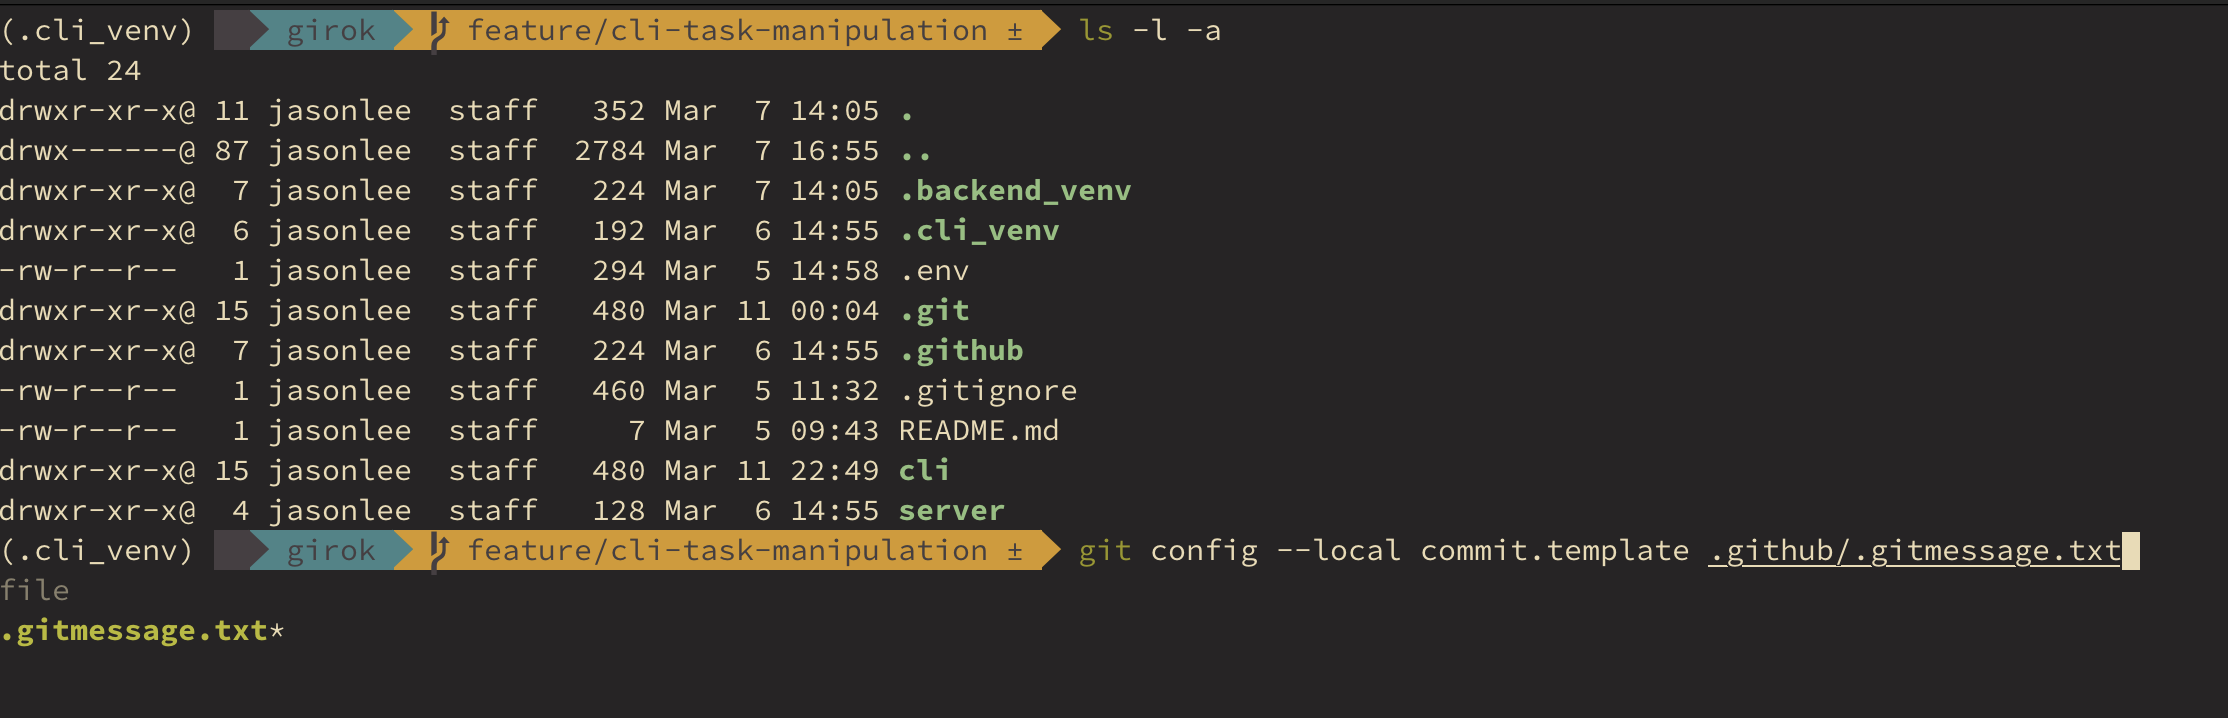 (.cli_venv) girok feature/cli-task-manipulation ± ls -l -a
total 24
drwxr-xr-x@ 11 jasonlee  staff   352 Mar  7 14:05 .
drwx------@ 87 jasonlee  staff  2784 Mar  7 16:55 ..
drwxr-xr-x@  7 jasonlee  staff   224 Mar  7 14:05 .backend_venv
drwxr-xr-x@  6 jasonlee  staff   192 Mar  6 14:55 .cli_venv
-rw-r--r--   1 jasonlee  staff   294 Mar  5 14:58 .env
drwxr-xr-x@ 15 jasonlee  staff   480 Mar 11 00:04 .git
drwxr-xr-x@  7 jasonlee  staff   224 Mar  6 14:55 .github
-rw-r--r--   1 jasonlee  staff   460 Mar  5 11:32 .gitignore
-rw-r--r--   1 jasonlee  staff     7 Mar  5 09:43 README.md
drwxr-xr-x@ 15 jasonlee  staff   480 Mar 11 22:49 cli
drwxr-xr-x@  4 jasonlee  staff   128 Mar  6 14:55 server
(.cli_venv) girok feature/cli-task-manipulation ± git config --local commit.template .github/.gitmessage.txt
file
.gitmessage.txt*